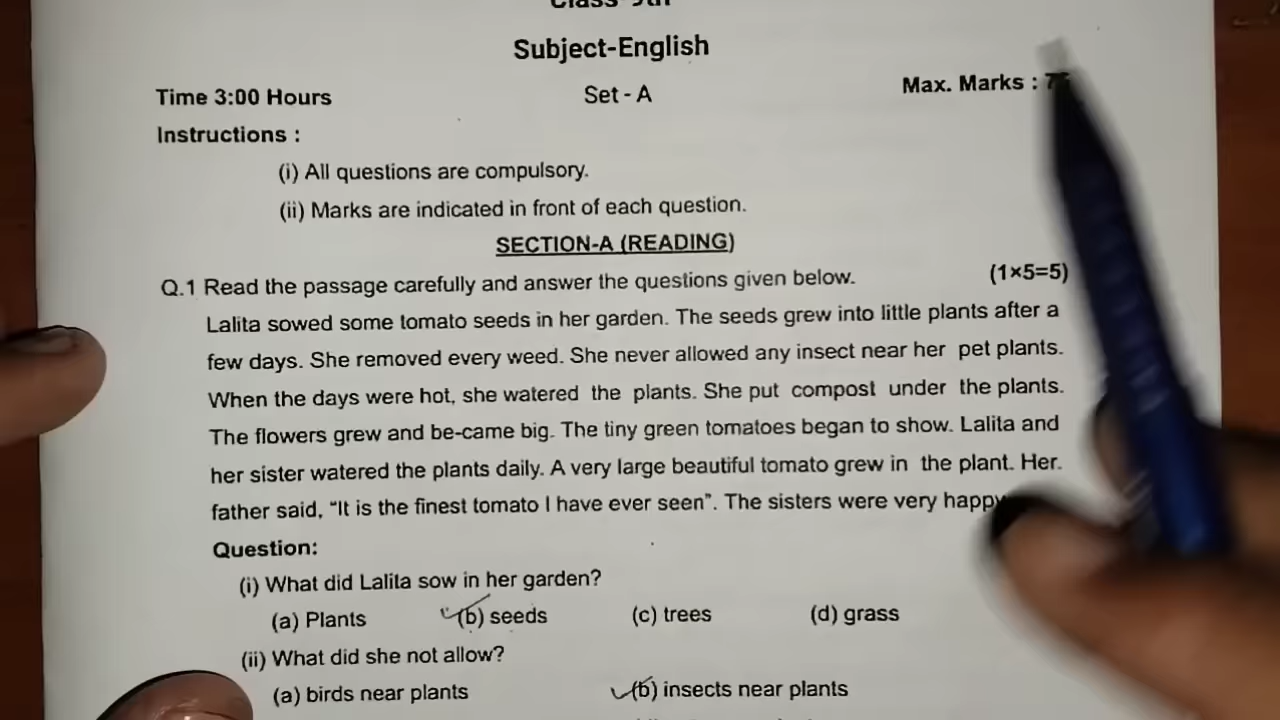 Subject-English
Time 3:00 Hours Set - A Max. Marks :
Instructions :
(i) All questions are compulsory.
(ii) Marks are indicated in front of each question.
SECTION-A (READING)
Q.1 Read the passage carefully and answer the questions given below. (1×5=5)
Lalita sowed some tomato seeds in her garden. The seeds grew into little plants after a
few days. She removed every weed. She never allowed any insect near her pet plants.
When the days were hot, she watered the plants. She put compost under the plants.
The flowers grew and be-came big. The tiny green tomatoes began to show. Lalita and
her sister watered the plants daily. A very large beautiful tomato grew in the plant. Her.
father said, “It is the finest tomato I have ever seen”. The sisters were very happy
Question:
(i) What did Lalita sow in her garden?
(a) Plants (b) seeds (c) trees (d) grass
(ii) What did she not allow?
(a) birds near plants (b) insects near plants